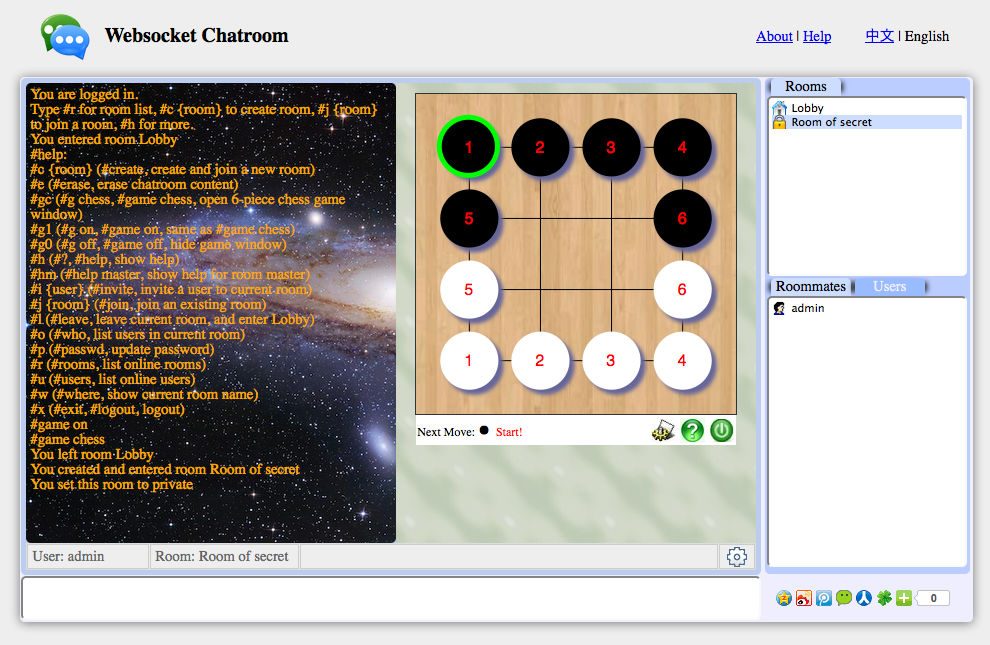 Websocket Chatroom
About | Help 中文 | English
You are logged in.
Type #r for room list, #c {room} to create room, #j {room}
to join a room, #h for more.
You entered room Lobby
#help:
#c {room} (#create, create and join a new room)
#e (#erase, erase chatroom content)
#gc (#g chess, #game chess, open 6-piece chess game
window)
#g1 (#g on, #game on, same as #game chess)
#g0 (#g off, #game off, hide game window)
#h (#?, #help, show help)
#hm (#help master, show help for room master)
#i {user} (#invite, invite a user to current room)
#j {room} (#join, join an existing room)
#l (#leave, leave current room, and enter Lobby)
#o (#who, list users in current room)
#p (#passwd, update password)
#r (#rooms, list online rooms)
#u (#users, list online users)
#w (#where, show current room name)
#x (#exit, #logout, logout)
#game on
#game chess
You left room Lobby
You created and entered room Room of secret
You set this room to private
1 2 3 4
5 6
5 6
1 2 3 4
Next Move: Start!
?
User: admin
Room: Room of secret
Rooms
Lobby
Room of secret
Roommates Users
admin
0